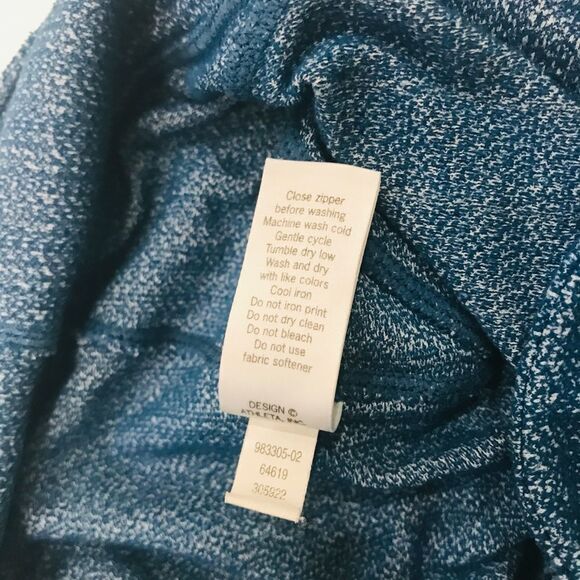 Close zipper
before washing
Machine wash cold
Gentle cycle
Tumble dry low
Wash and dry
with like colors
Cool iron
Do not iron print
Do not dry clean
Do not bleach
Do not use
fabric softener
DESIGN ©
ATHLETA, INC.
983305-02
64619
305922